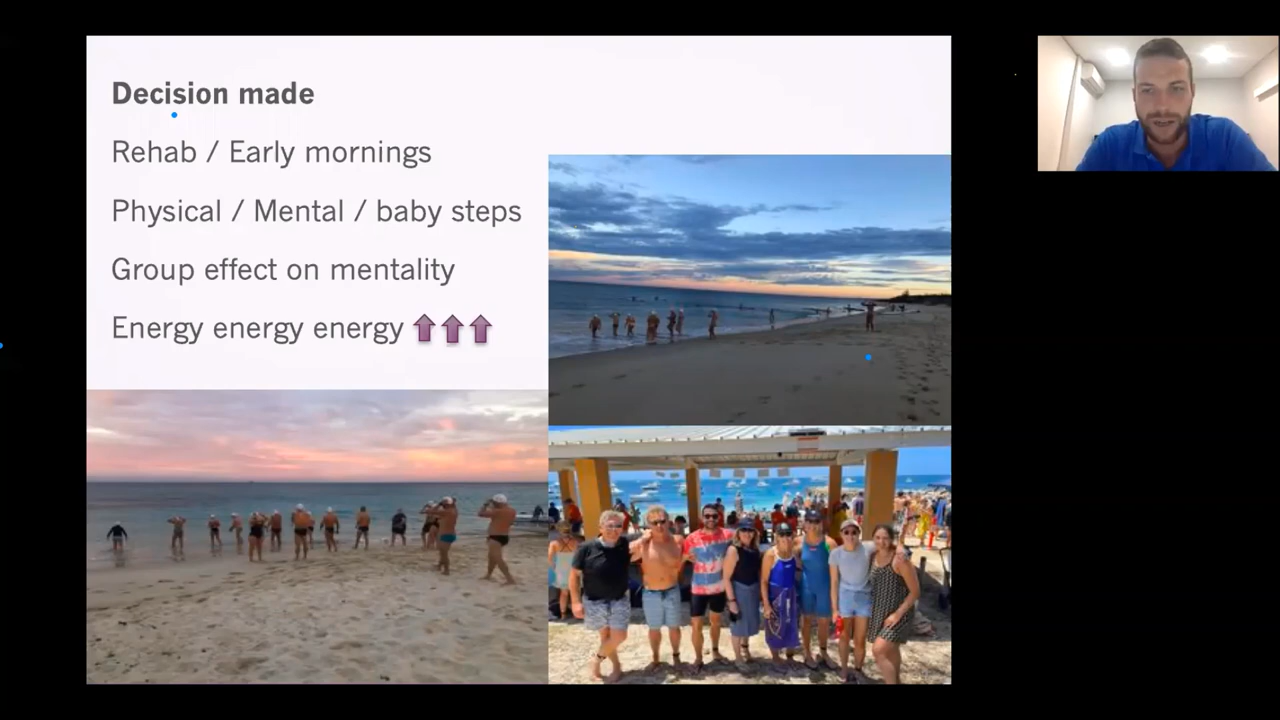 Decision made
Rehab / Early mornings
Physical / Mental / baby steps
Group effect on mentality
Energy energy energy